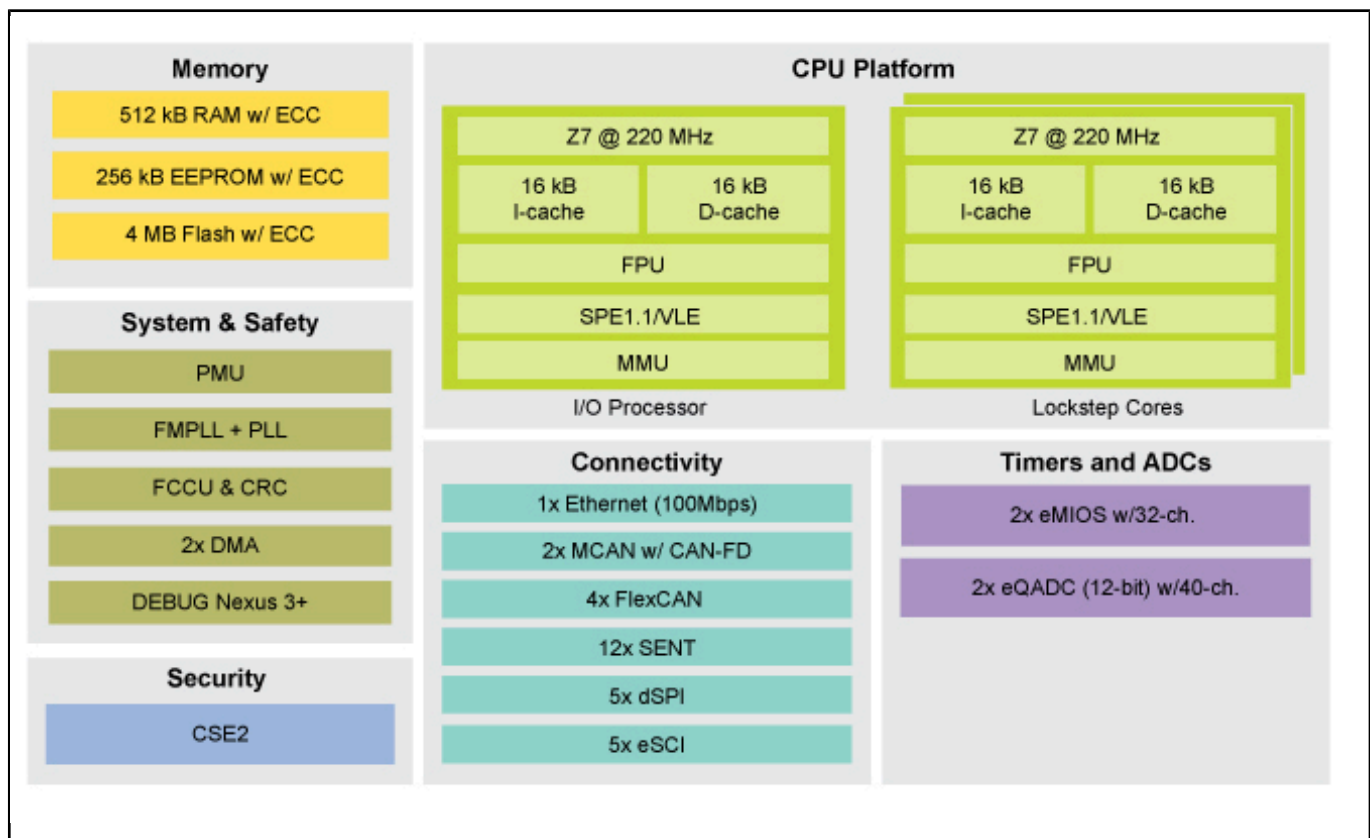 Memory
512 kB RAM w/ ECC
256 kB EEPROM w/ ECC
4 MB Flash w/ ECC
System & Safety
PMU
FMPLL + PLL
FCCU & CRC
2x DMA
DEBUG Nexus 3+
Security
CSE2
CPU Platform
Z7 @ 220 MHz
16 kB
I-cache
16 kB
D-cache
FPU
SPE1.1/VLE
MMU
I/O Processor
Z7 @ 220 MHz
16 kB
I-cache
16 kB
D-cache
FPU
SPE1.1/VLE
MMU
Lockstep Cores
Connectivity
1x Ethernet (100Mbps)
2x MCAN w/ CAN-FD
4x FlexCAN
12x SENT
5x dSPI
5x eSCI
Timers and ADCs
2x eMIOS w/32-ch.
2x eQADC (12-bit) w/40-ch.